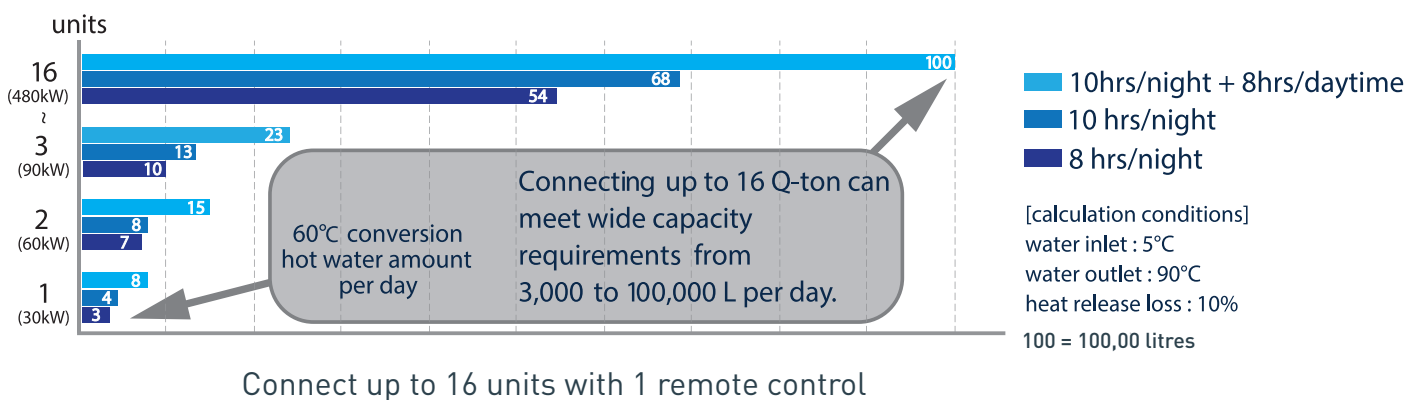 units
16
(480kW)
100
68
54
~
3
(90kW)
23
13
10
2
(60kW)
15
8
7
1
(30kW)
8
4
3
60℃ conversion
hot water amount
per day
Connecting up to 16 Q-ton can
meet wide capacity
requirements from
3,000 to 100,000 L per day.
10hrs/night + 8hrs/daytime
10 hrs/night
8 hrs/night
[calculation conditions]
water inlet : 5°C
water outlet : 90°C
heat release loss : 10%
100 = 100,00 litres
Connect up to 16 units with 1 remote control